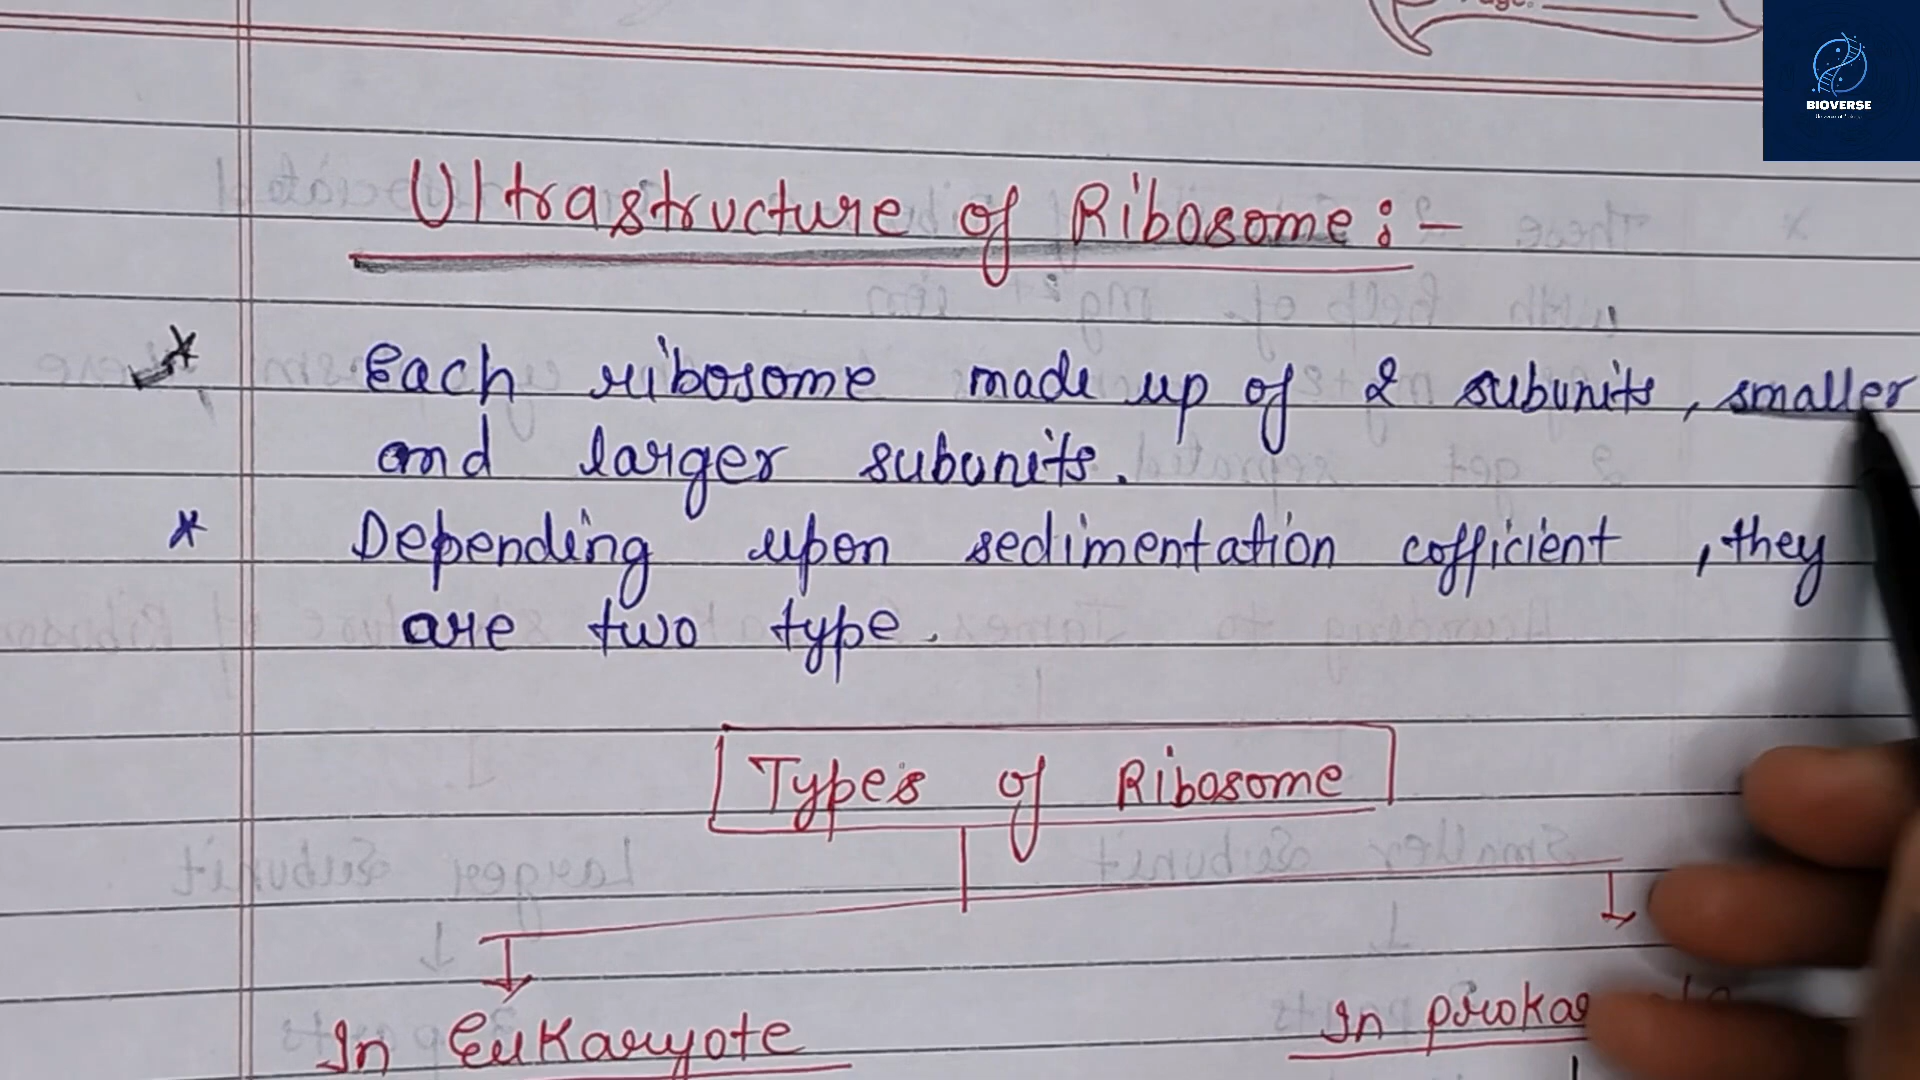 BIOVERSE
Ultrastructure of Ribosome :-
* Each ribosome made up of 2 subunits, smaller
and larger subunits.
* Depending upon sedimentation cofficient , they
are two type.
Types of Ribosome
In Eukaryote
In